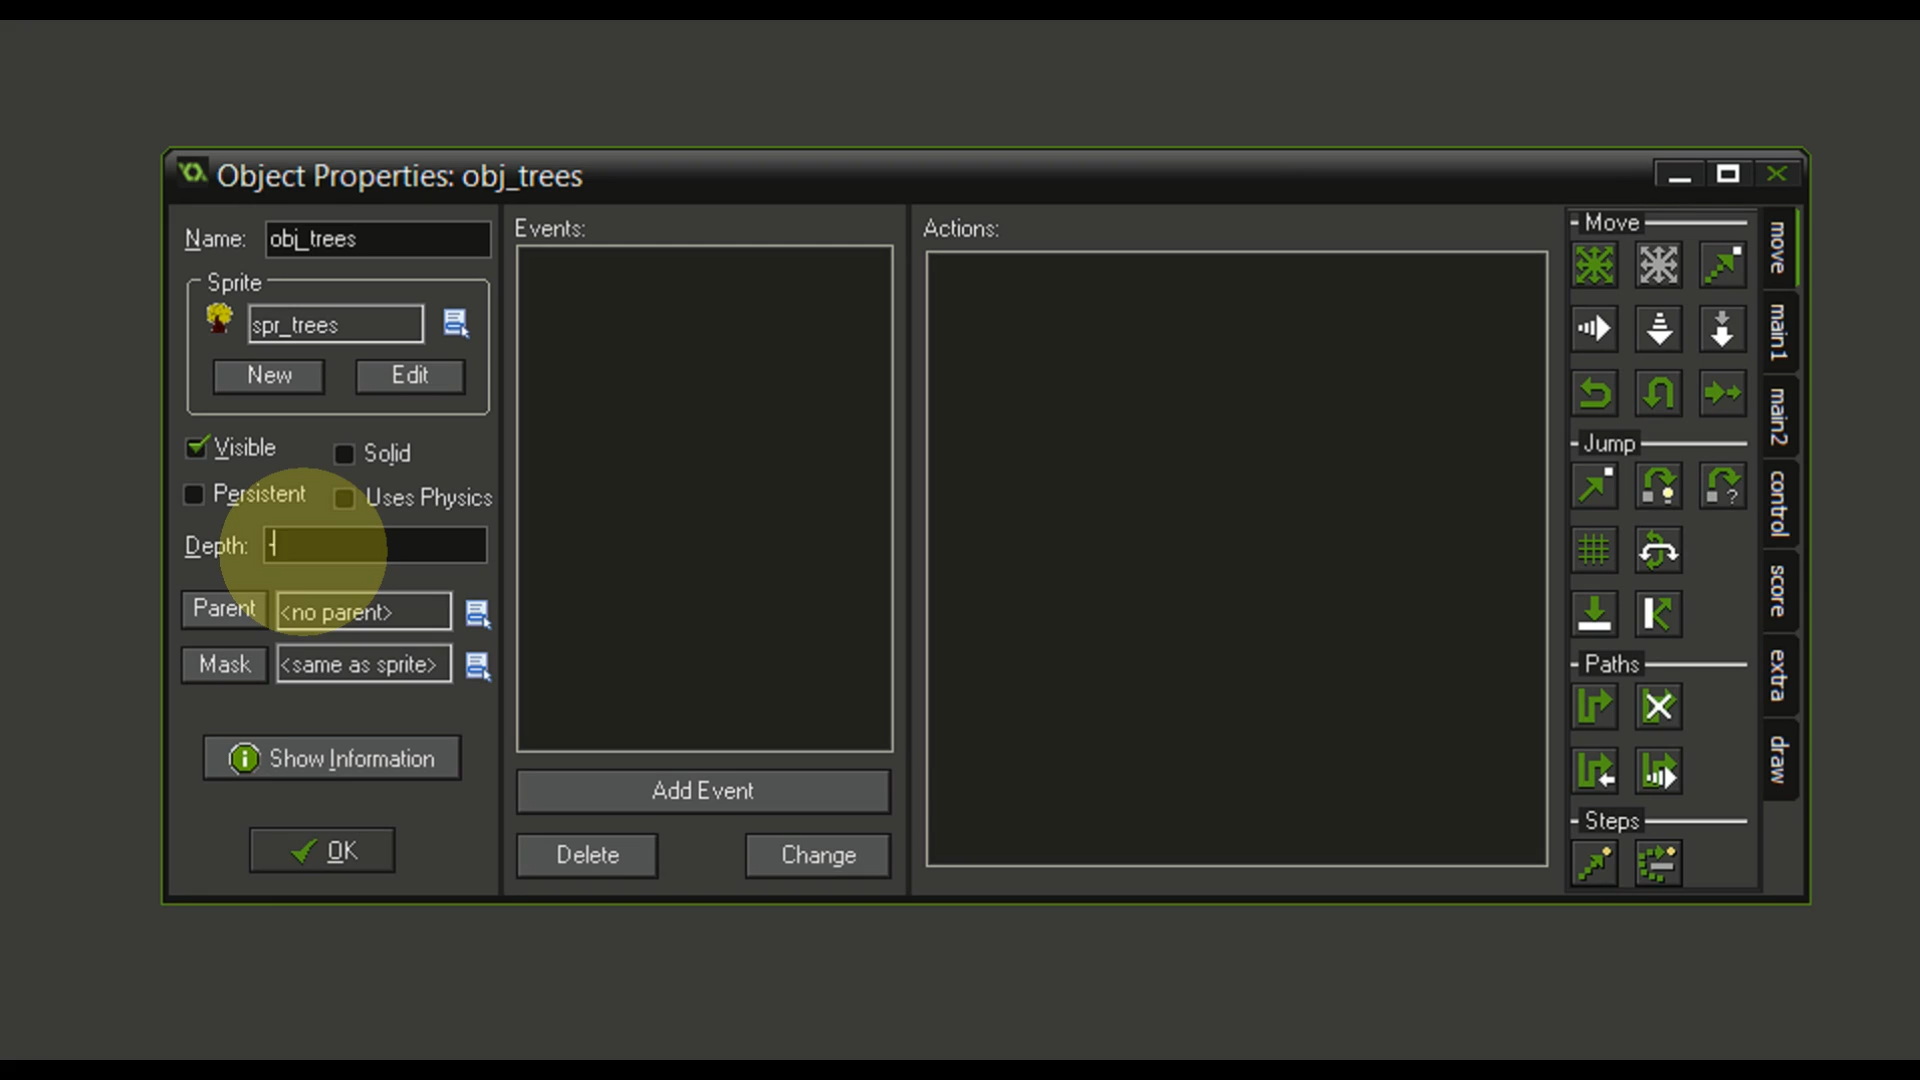 Object Properties: obj_trees
Name: obj_trees
Sprite
spr_trees
New Edit
Visible Solid
Persistent Uses Physics
Depth: -
Parent <no parent>
Mask <same as sprite>
Show Information
OK
Events:
Add Event
Delete Change
Actions:
Move
Jump
?
Paths
Steps
move
main1
main2
control
score
extra
draw